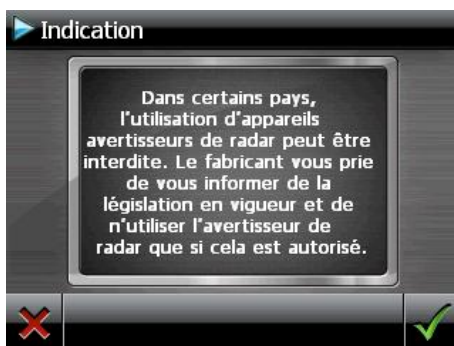 Indication
Dans certains pays,
l'utilisation d'appareils
avertisseurs de radar peut être
interdite. Le fabricant vous prie
de vous informer de la
législation en vigueur et de
n'utiliser l'avertisseur de
radar que si cela est autorisé.